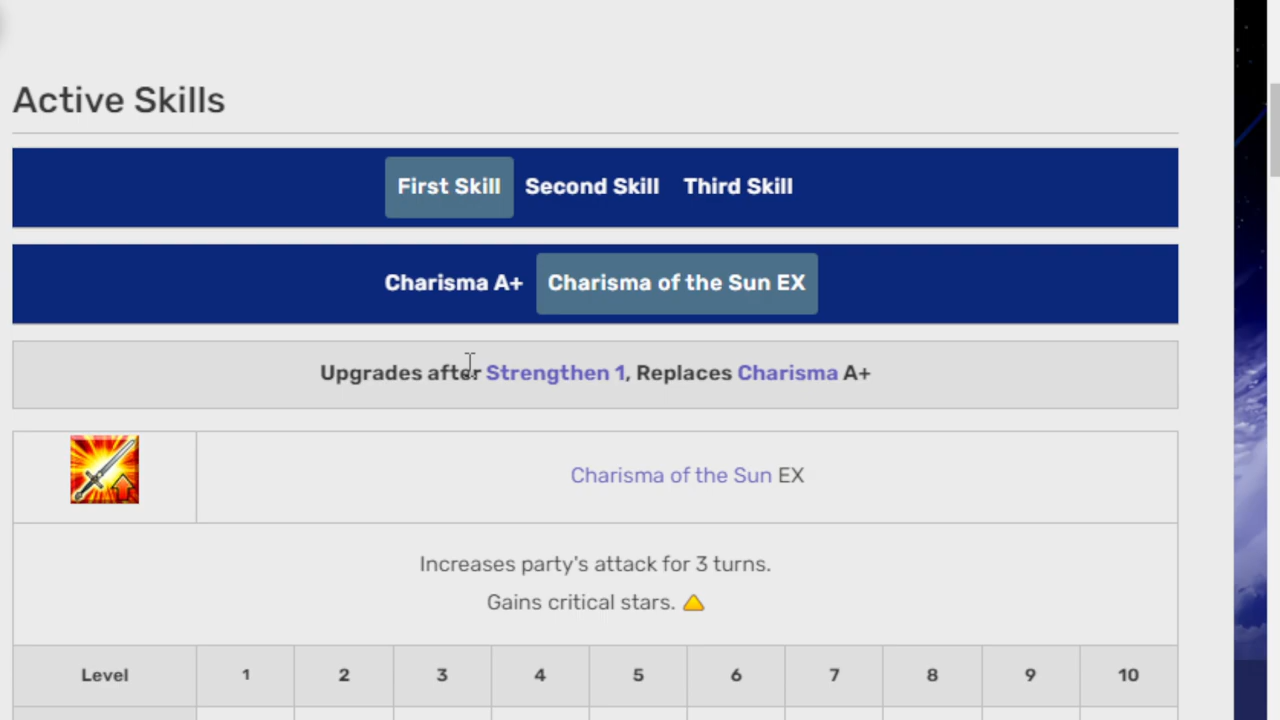 Active Skills
First Skill Second Skill Third Skill
Charisma A+ Charisma of the Sun EX
Upgrades after Strengthen 1, Replaces Charisma A+
Charisma of the Sun EX
Increases party's attack for 3 turns.
Gains critical stars.
Level 1 2 3 4 5 6 7 8 9 10